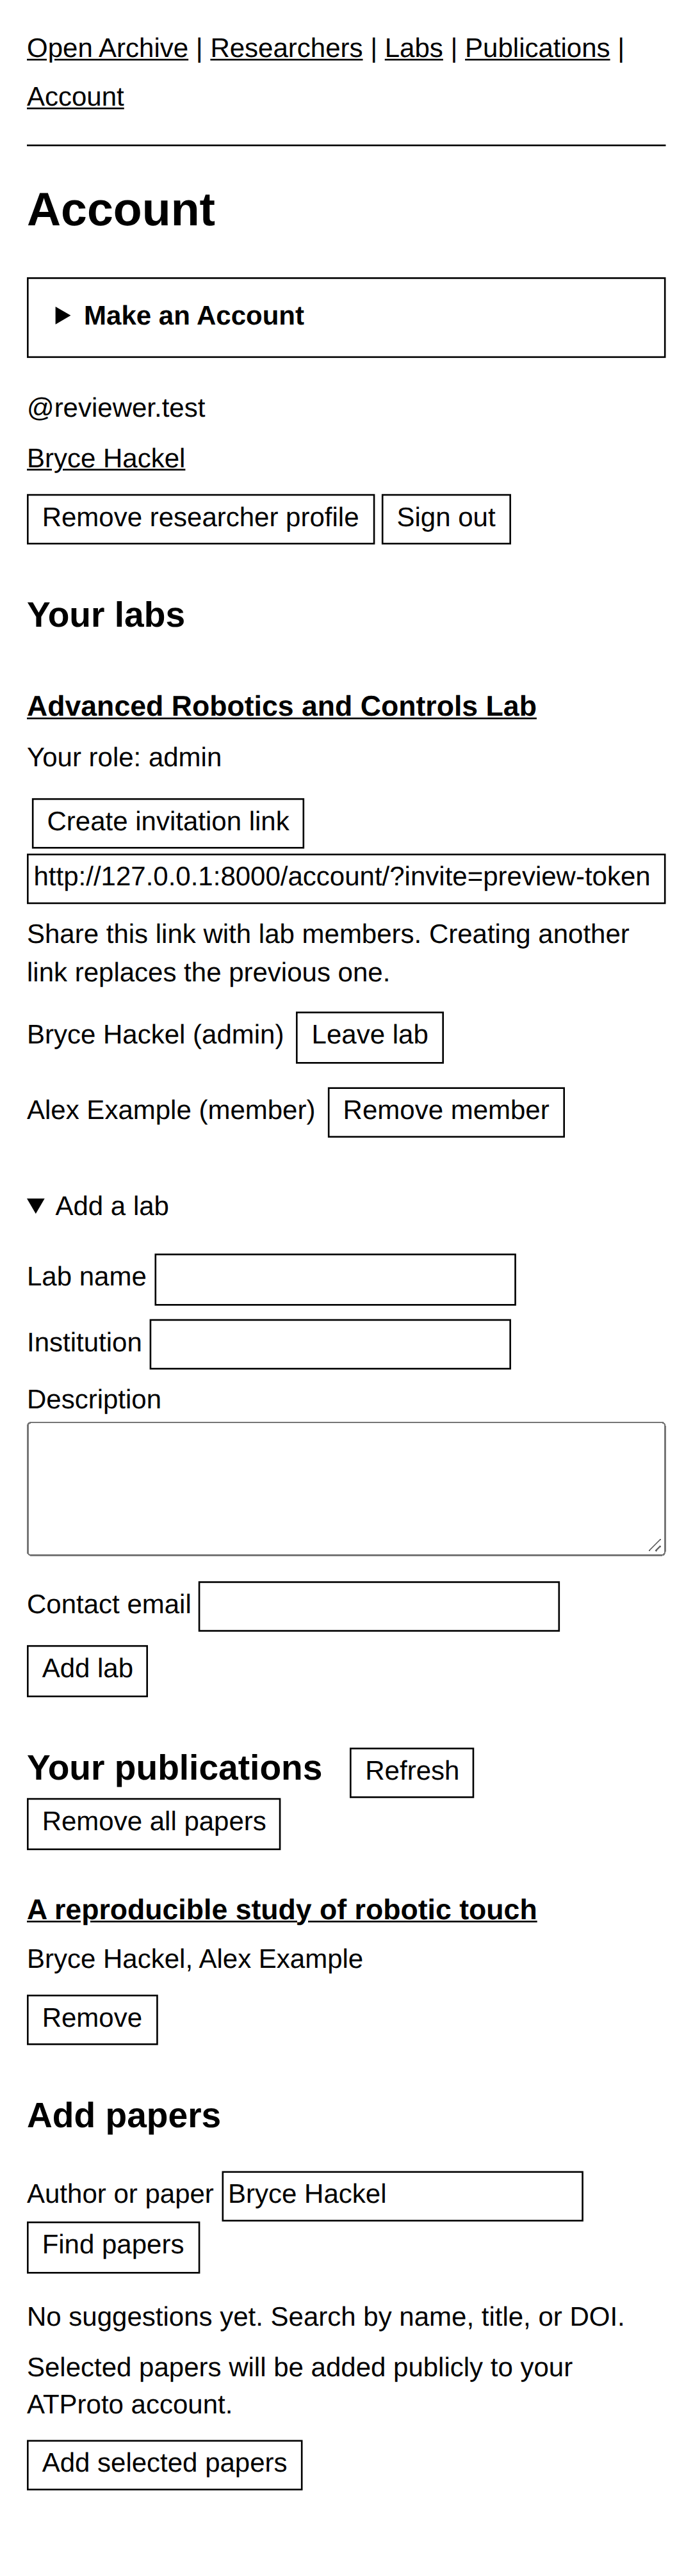 Open Archive | Researchers | Labs | Publications |
Account
Account
Make an Account
@reviewer.test
Bryce Hackel
Remove researcher profile Sign out
Your labs
Advanced Robotics and Controls Lab
Your role: admin
Create invitation link
http://127.0.0.1:8000/account/?invite=preview-token
Share this link with lab members. Creating another
link replaces the previous one.
Bryce Hackel (admin) Leave lab
Alex Example (member) Remove member
Add a lab
Lab name
Institution
Description
Contact email
Add lab
Your publications Refresh
Remove all papers
A reproducible study of robotic touch
Bryce Hackel, Alex Example
Remove
Add papers
Author or paper Bryce Hackel
Find papers
No suggestions yet. Search by name, title, or DOI.
Selected papers will be added publicly to your
ATProto account.
Add selected papers